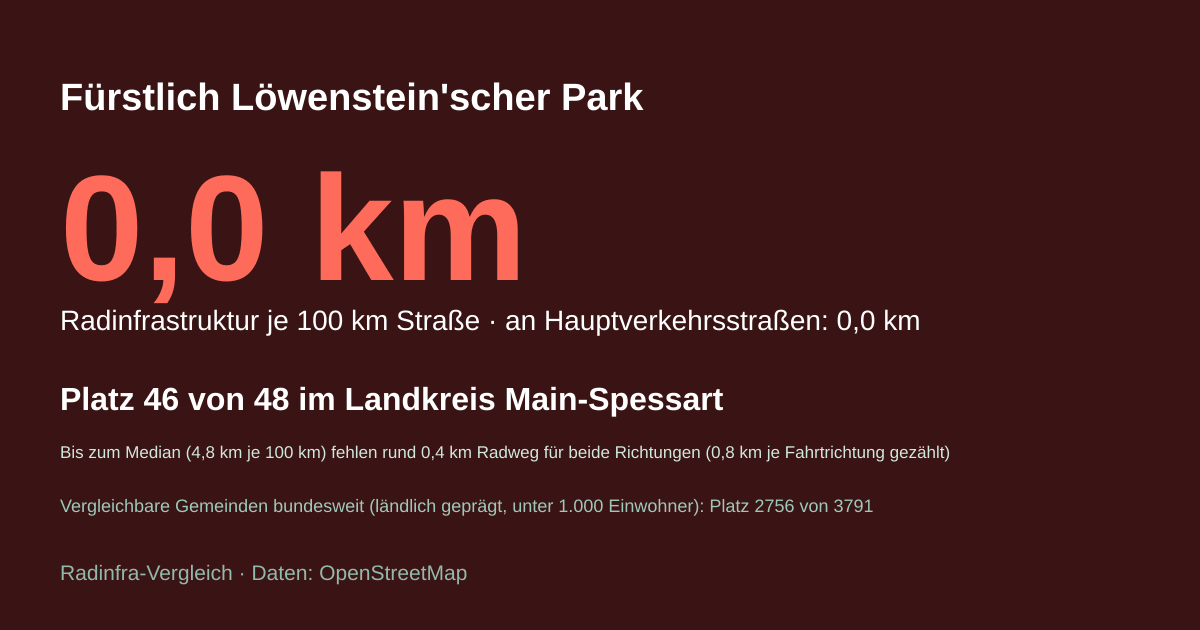 Fürstlich Löwenstein'scher Park
0,0 km
Radinfrastruktur je 100 km Straße · an Hauptverkehrsstraßen: 0,0 km
Platz 46 von 48 im Landkreis Main-Spessart
Bis zum Median (4,8 km je 100 km) fehlen rund 0,4 km Radweg für beide Richtungen (0,8 km je Fahrtrichtung gezählt)
Vergleichbare Gemeinden bundesweit (ländlich geprägt, unter 1.000 Einwohner): Platz 2756 von 3791
Radinfra-Vergleich · Daten: OpenStreetMap